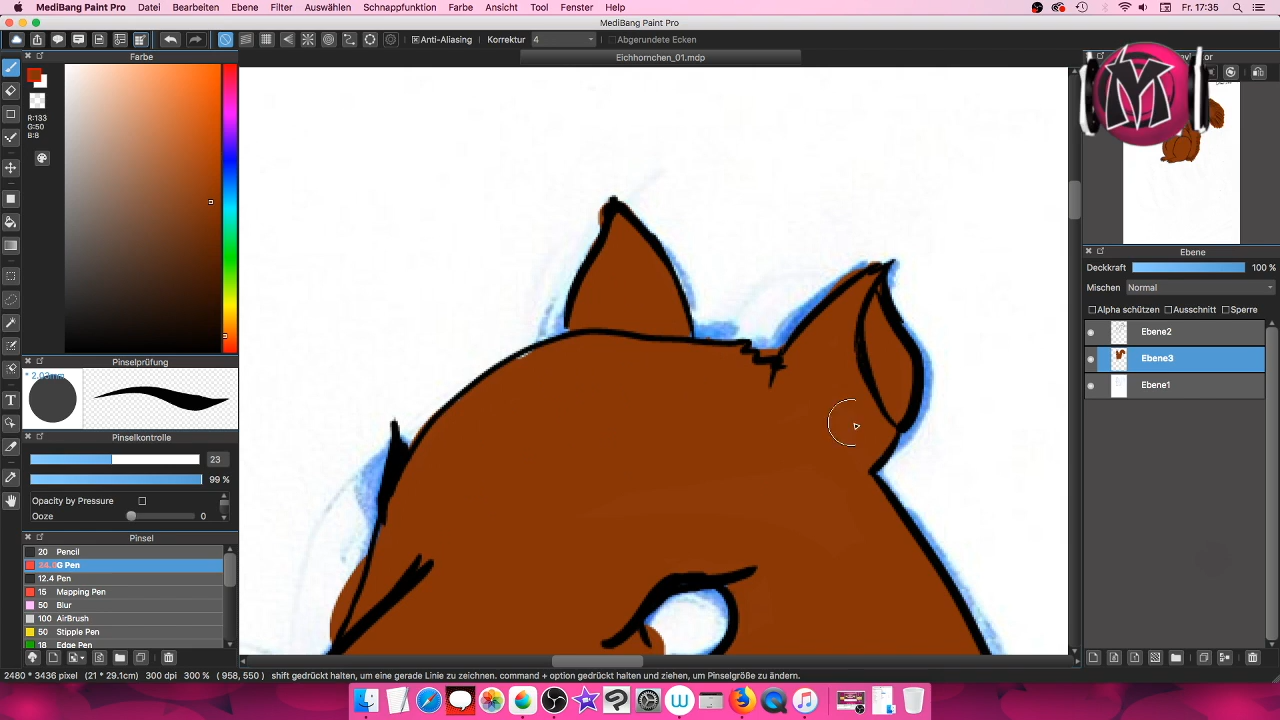 MediBang Paint Pro Datei Bearbeiten Ebene Filter Auswählen Schnappfunktion Farbe Ansicht Tool Fenster Hilfe Fr. 17:35
MediBang Paint Pro
Anti-Aliasing Korrektur 4 Abgerundete Ecken
Farbe
Eichhornchen_01.mdp
R:133
G:50
B:8
Pinselprüfung
* 2.03mm
Pinselkontrolle
23
99 %
Opacity by Pressure
Ooze 0
Pinsel
20 Pencil
24.0 G Pen
12.4 Pen
15 Mapping Pen
50 Blur
100 AirBrush
50 Stipple Pen
18 Edge Pen
Ebene
Deckkraft 100 %
Mischen Normal
Alpha schützen Ausschnitt Sperre
Ebene2
Ebene3
Ebene1
2480 * 3436 pixel (21 * 29.1cm) 300 dpi 300 % ( 958, 550 ) shift gedrückt halten, um eine gerade Linie zu zeichnen. command + option gedrückt halten und ziehen, um Pinselgröße zu ändern.